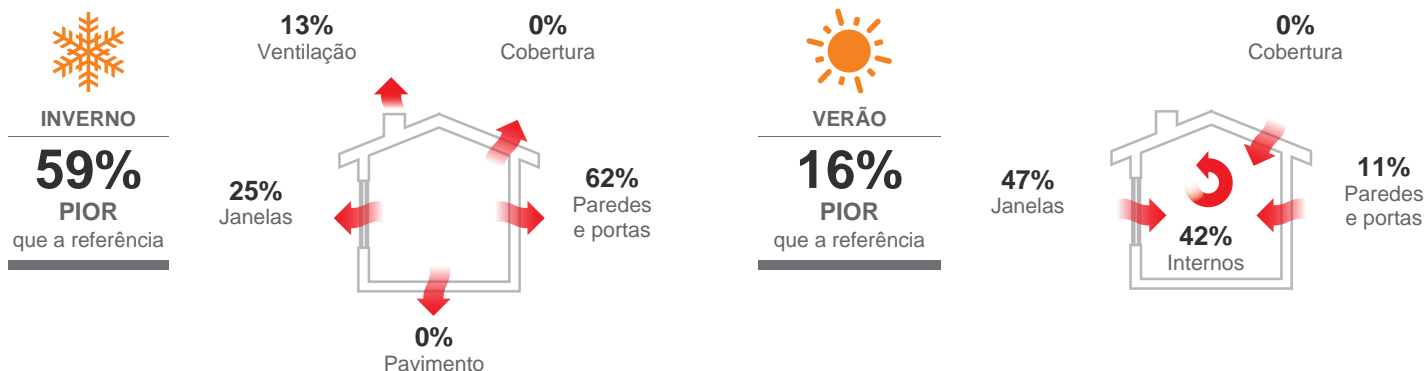 INVERNO
59%
PIOR
que a referência
13%
Ventilação
0%
Cobertura
25%
Janelas
62%
Paredes
e portas
0%
Pavimento
VERÃO
16%
PIOR
que a referência
0%
Cobertura
47%
Janelas
42%
Internos
11%
Paredes
e portas